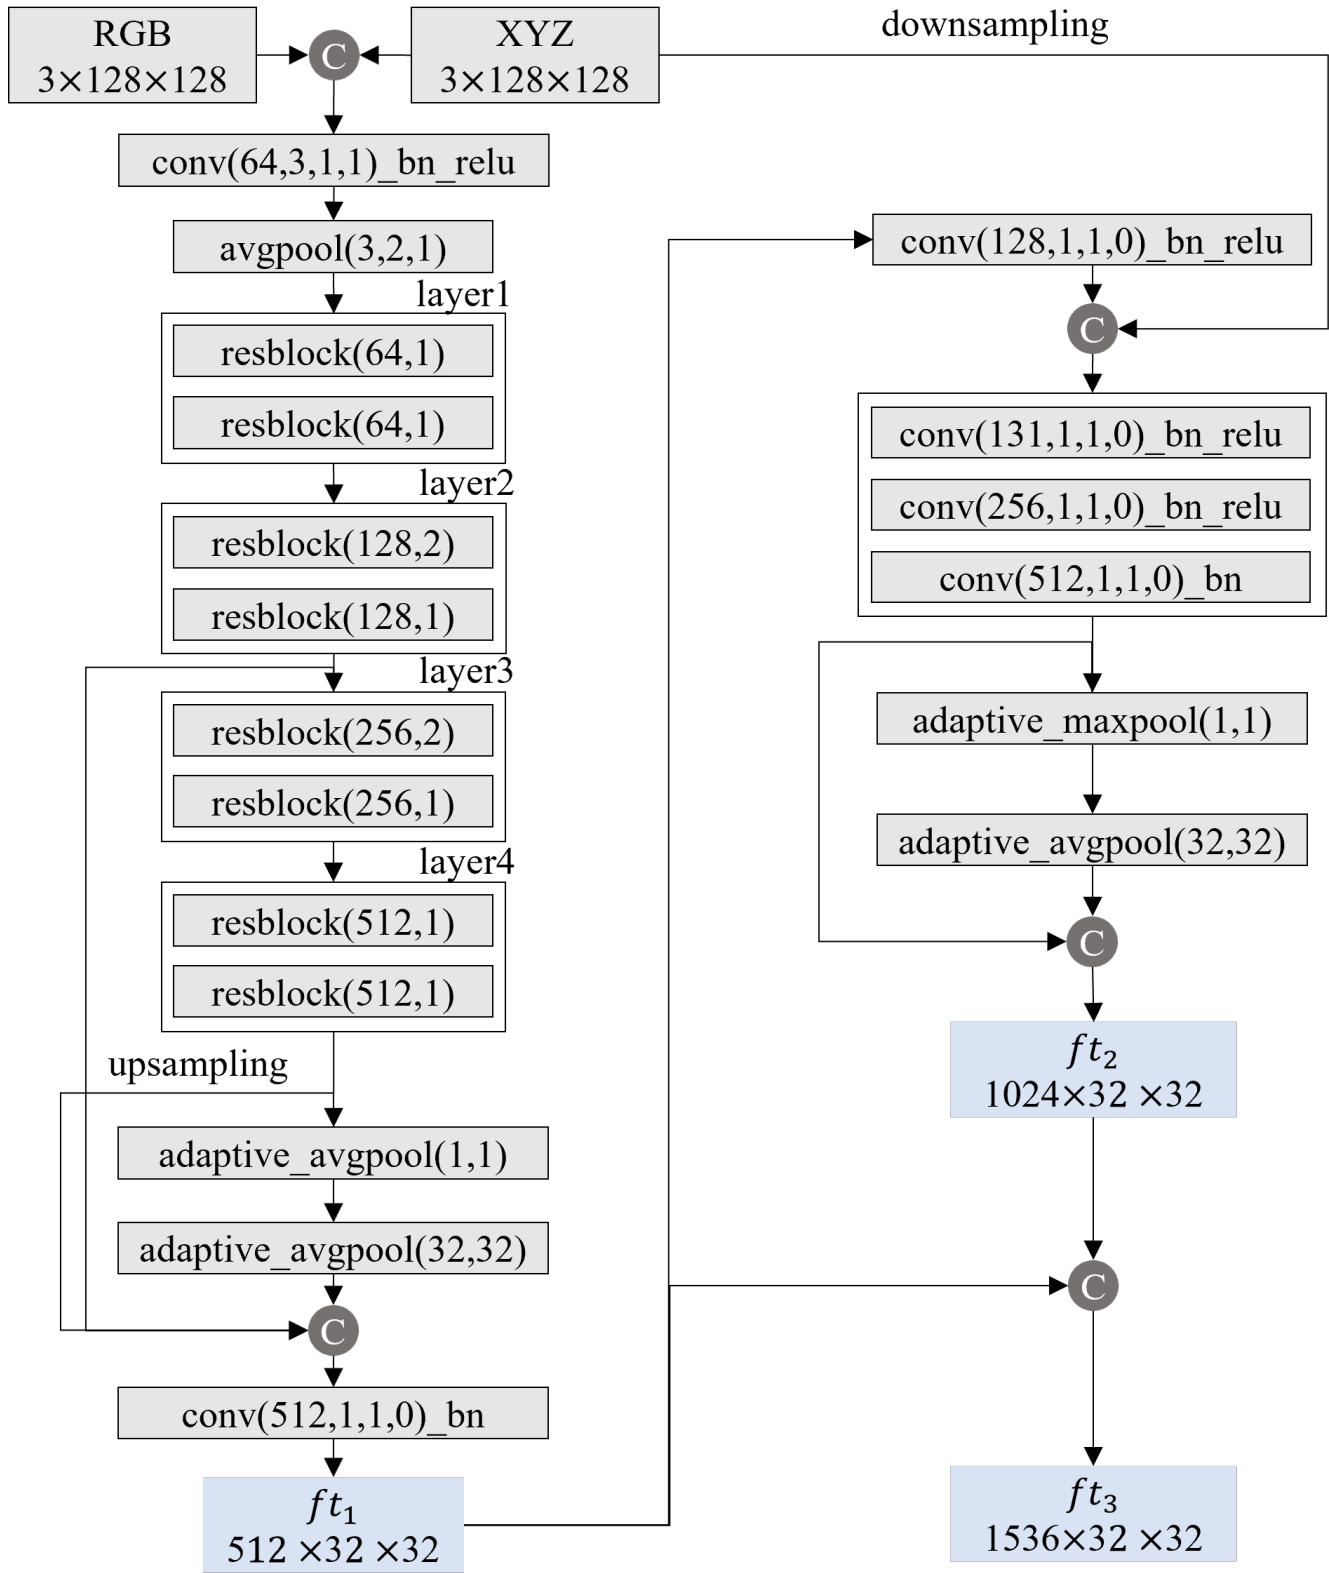 RGB
3×128×128
C
XYZ
3×128×128
downsampling
conv(64,3,1,1)_bn_relu
avgpool(3,2,1)
layer1
resblock(64,1)
resblock(64,1)
layer2
resblock(128,2)
resblock(128,1)
layer3
resblock(256,2)
resblock(256,1)
layer4
resblock(512,1)
resblock(512,1)
upsampling
adaptive_avgpool(1,1)
adaptive_avgpool(32,32)
C
conv(512,1,1,0)_bn
ft₁
512 ×32 ×32
conv(128,1,1,0)_bn_relu
C
conv(131,1,1,0)_bn_relu
conv(256,1,1,0)_bn_relu
conv(512,1,1,0)_bn
adaptive_maxpool(1,1)
adaptive_avgpool(32,32)
C
ft₂
1024×32 ×32
C
ft₃
1536×32 ×32